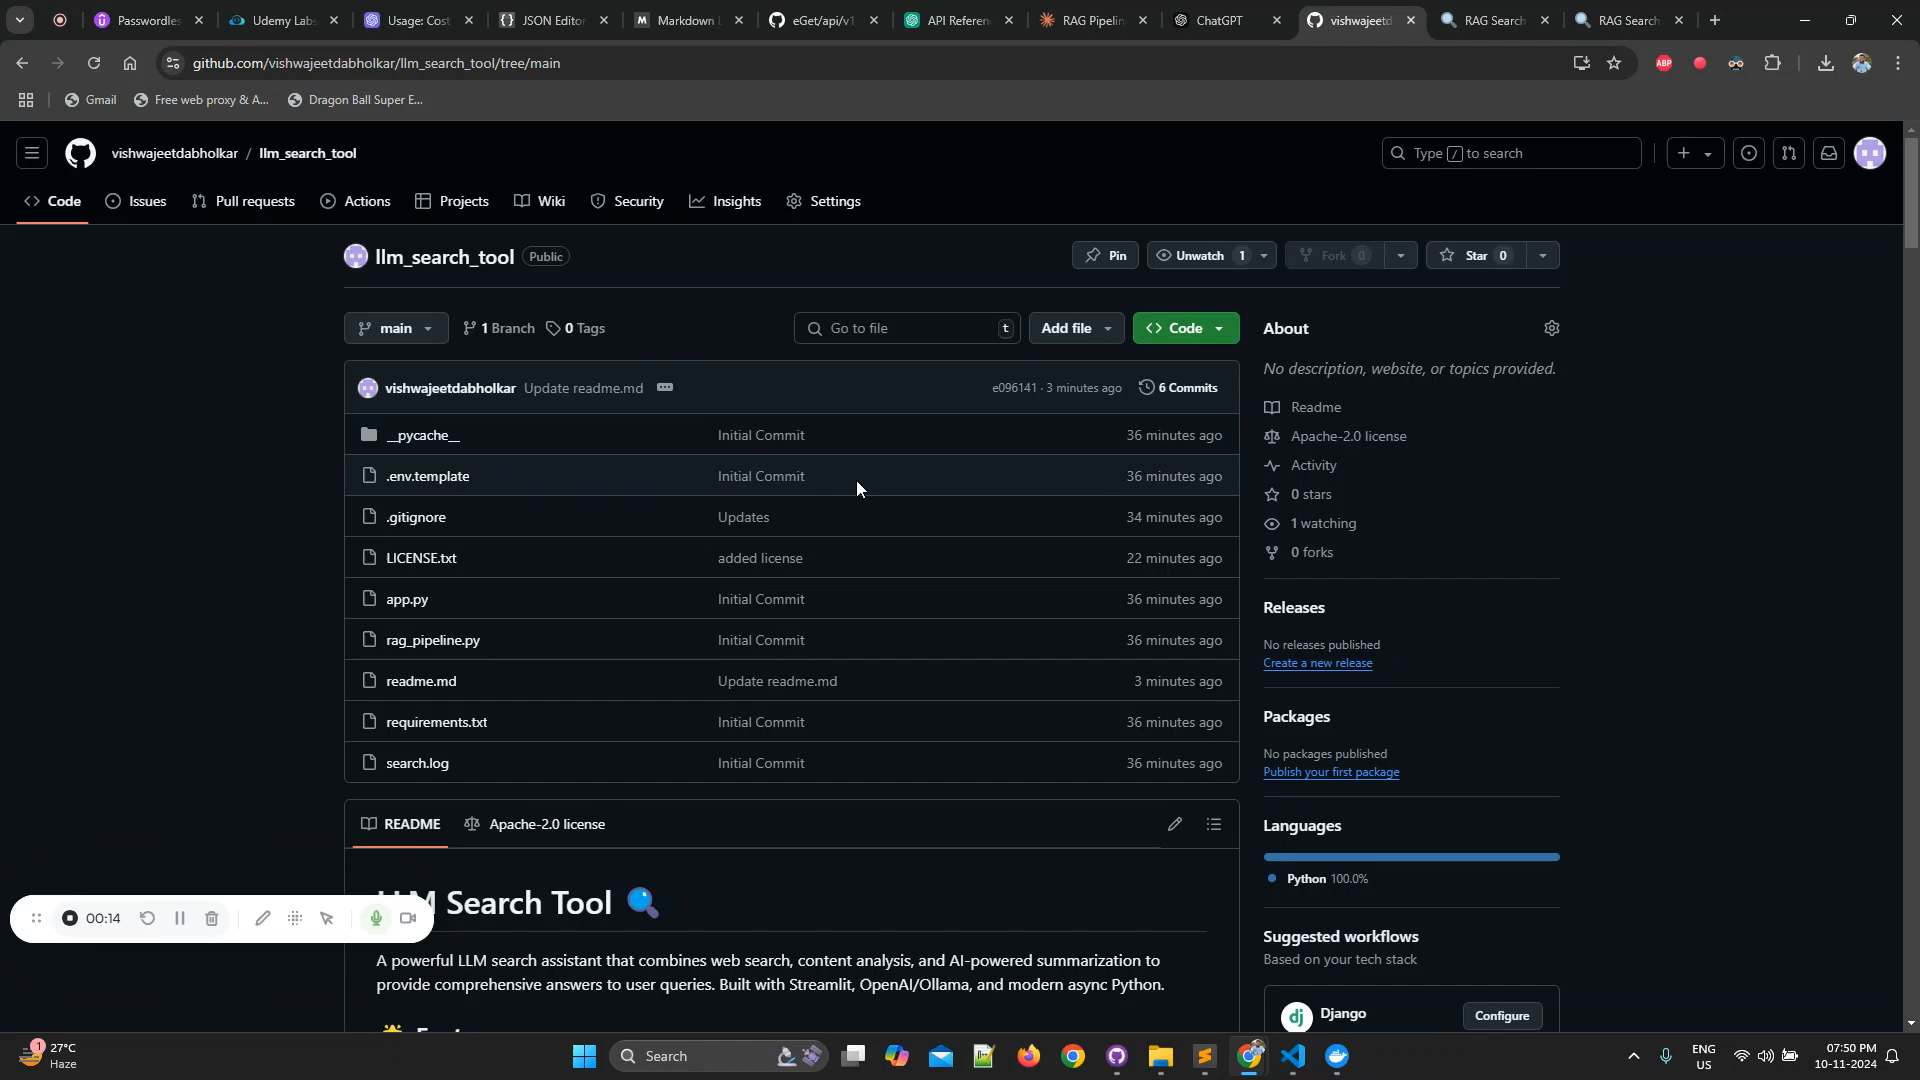 Passwordles
Udemy Lab
Usage: Cost
JSON Editor
Markdown
eGet/api/v1
API Referen
RAG Pipelin
ChatGPT
vishwajeetd
RAG Search
RAG Search
github.com/vishwajeetdabholkar/llm_search_tool/tree/main
ABP
Gmail
Free web proxy & A...
Dragon Ball Super E...
vishwajeetdabholkar / llm_search_tool
Type / to search
Code
Issues
Pull requests
Actions
Projects
Wiki
Security
Insights
Settings
llm_search_tool Public
Pin
Unwatch 1
Fork 0
Star 0
main
1 Branch
0 Tags
Go to file t
Add file
Code
vishwajeetdabholkar Update readme.md
e096141 · 3 minutes ago
6 Commits
__pycache__ Initial Commit 36 minutes ago
.env.template Initial Commit 36 minutes ago
.gitignore Updates 34 minutes ago
LICENSE.txt added license 22 minutes ago
app.py Initial Commit 36 minutes ago
rag_pipeline.py Initial Commit 36 minutes ago
readme.md Update readme.md 3 minutes ago
requirements.txt Initial Commit 36 minutes ago
search.log Initial Commit 36 minutes ago
README
Apache-2.0 license
Search Tool
A powerful LLM search assistant that combines web search, content analysis, and AI-powered summarization to
provide comprehensive answers to user queries. Built with Streamlit, OpenAI/Ollama, and modern async Python.
About
No description, website, or topics provided.
Readme
Apache-2.0 license
Activity
0 stars
1 watching
0 forks
Releases
No releases published
Create a new release
Packages
No packages published
Publish your first package
Languages
Python 100.0%
Suggested workflows
Based on your tech stack
dj
Django
Configure
00:14
1
27°C
Haze
Search
ENG
US
07:50 PM
10-11-2024